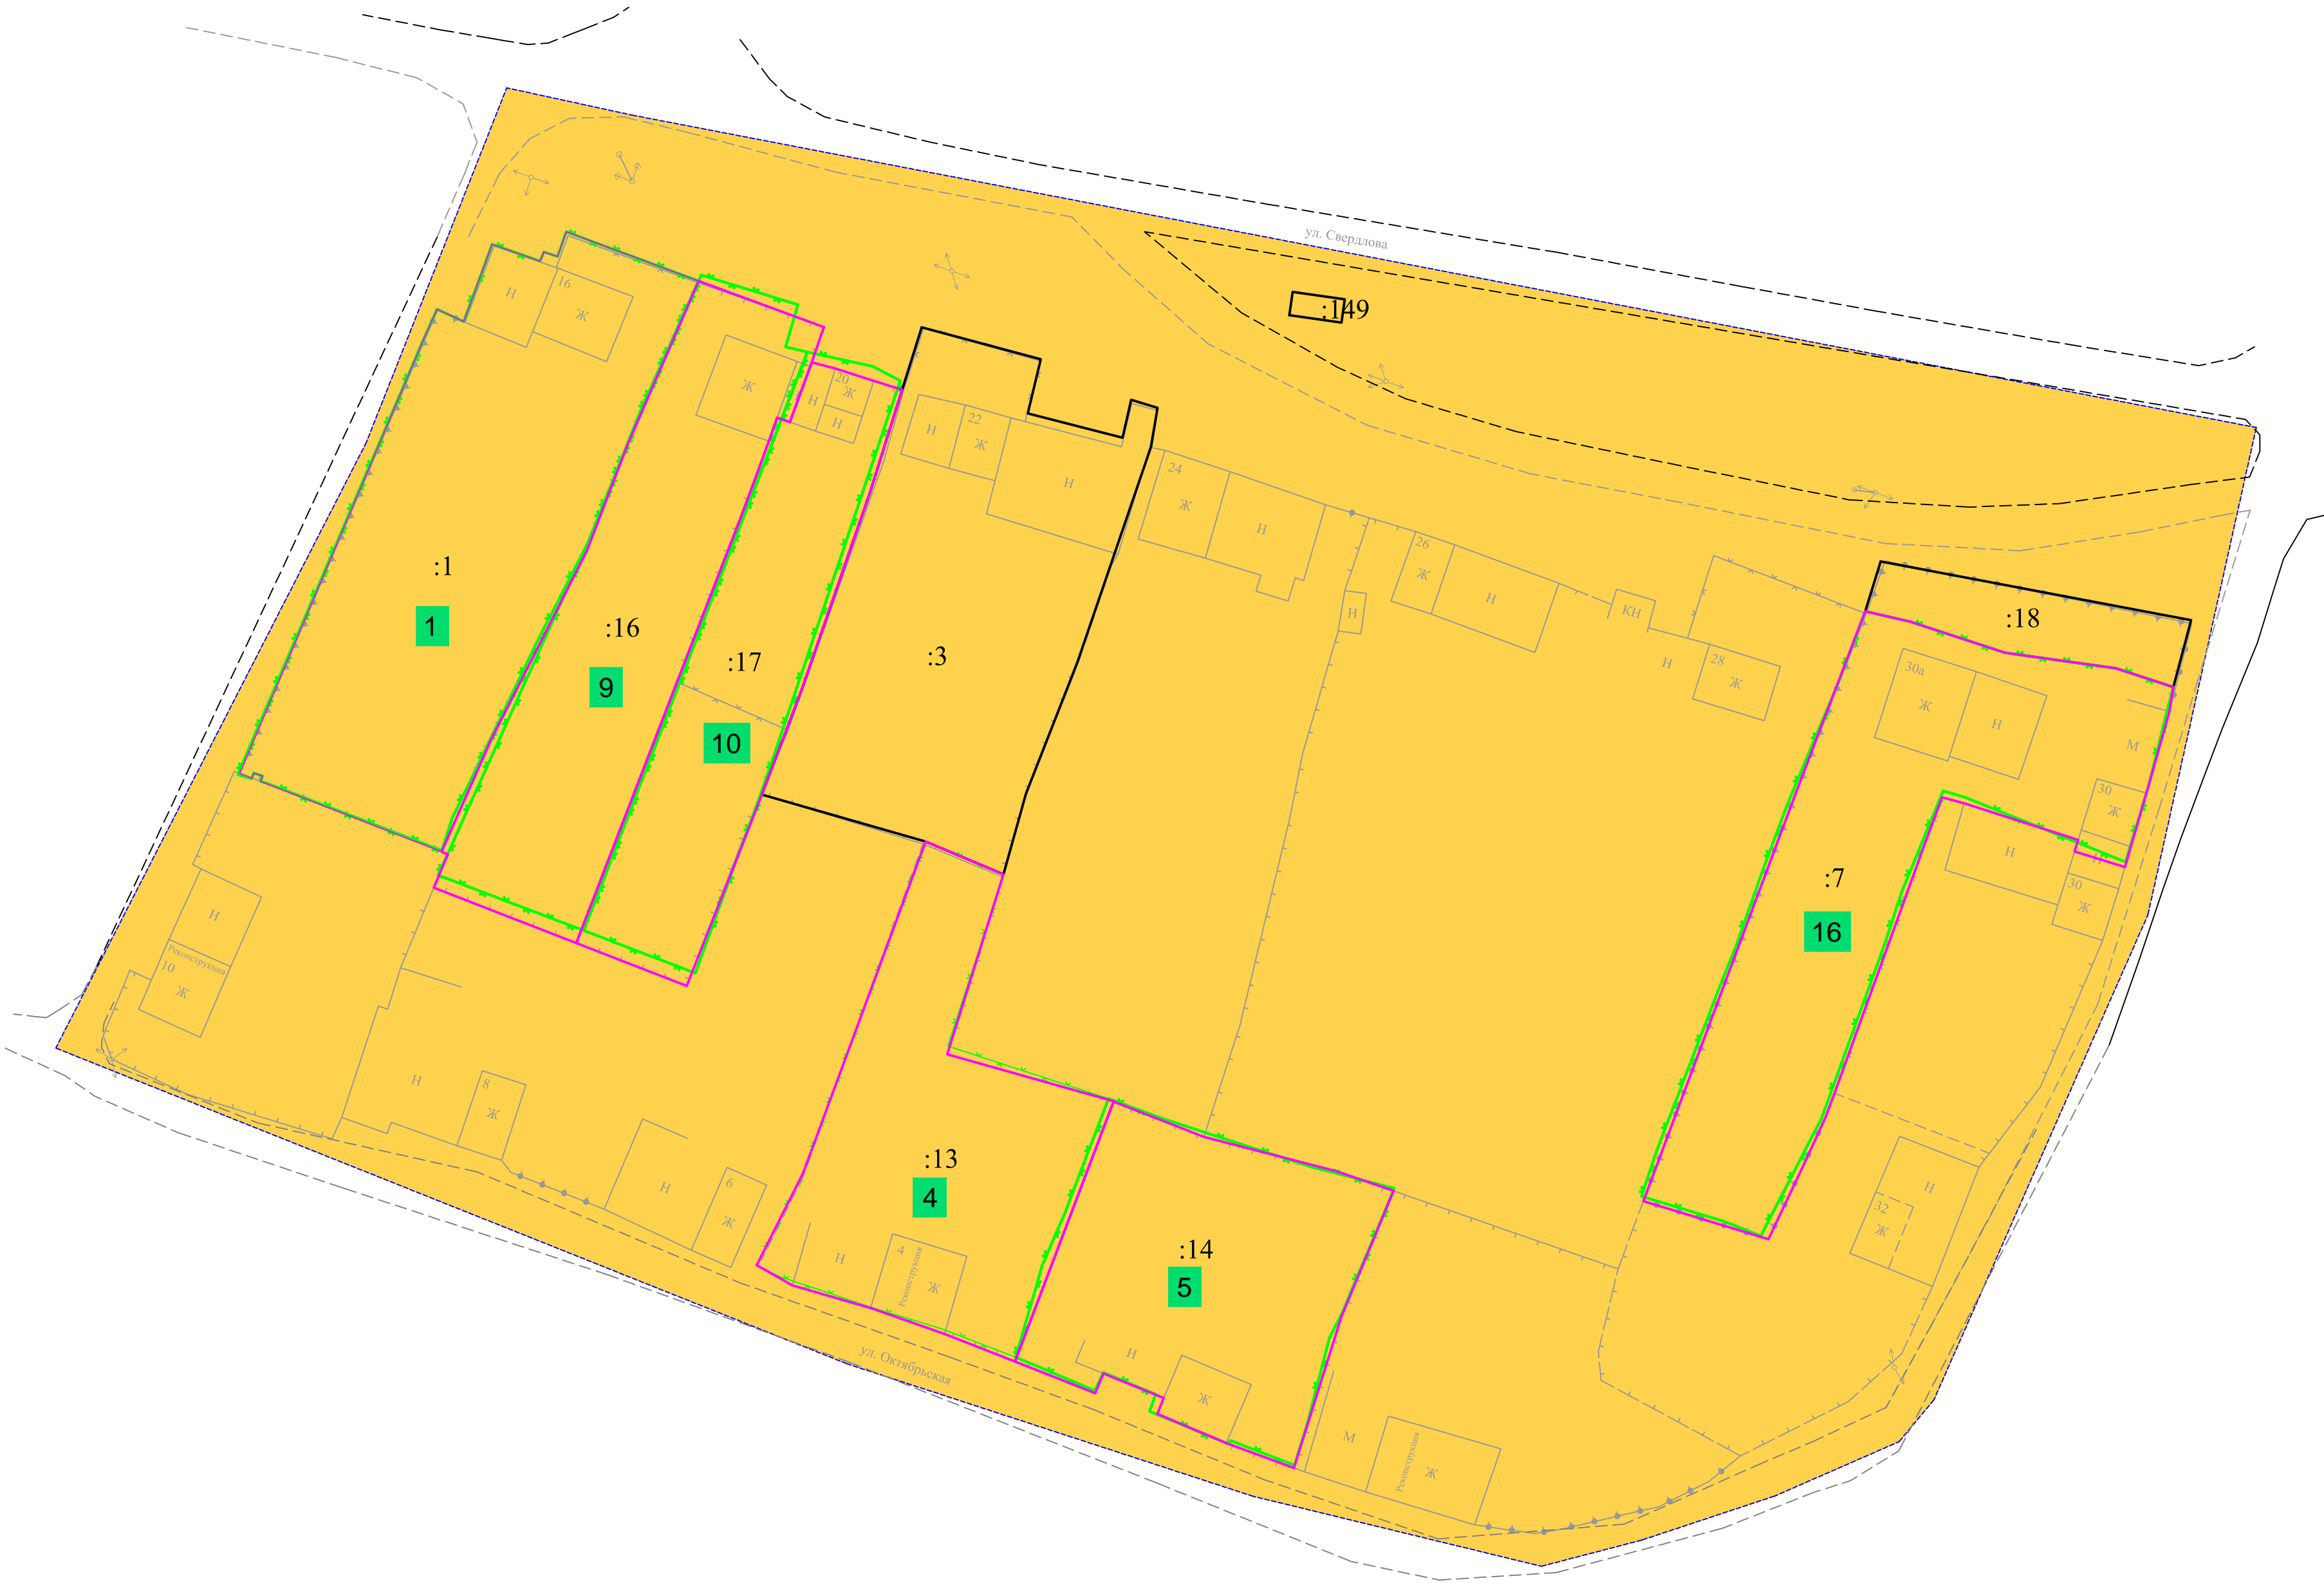 ул. Свердлова
:149
16
Н
Ж
Ж
20
Ж
Н
Н
22
Н
Ж
Н
24
Ж
Н
26
Ж
Н
Н
КН
Н
28
Ж
:18
30а
Ж
Н
М
30
Ж
Н
30
Ж
Н
:1
1
:16
9
:17
10
:3
:7
16
Н
Реконструкция
10
Ж
Н
8
Ж
Н
6
Ж
:13
4
Н
4
Реконструкция
Ж
:14
5
Н
Ж
М
Реконструкция
Ж
Н
32
Ж
ул. Октябрьская